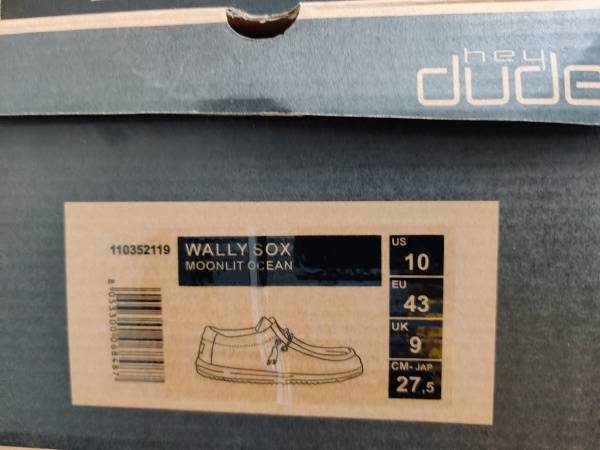 hey
dude
110352119
WALLY SOX
MOONLIT OCEAN
US
10
EU
43
UK
9
CM-JAP
27,5